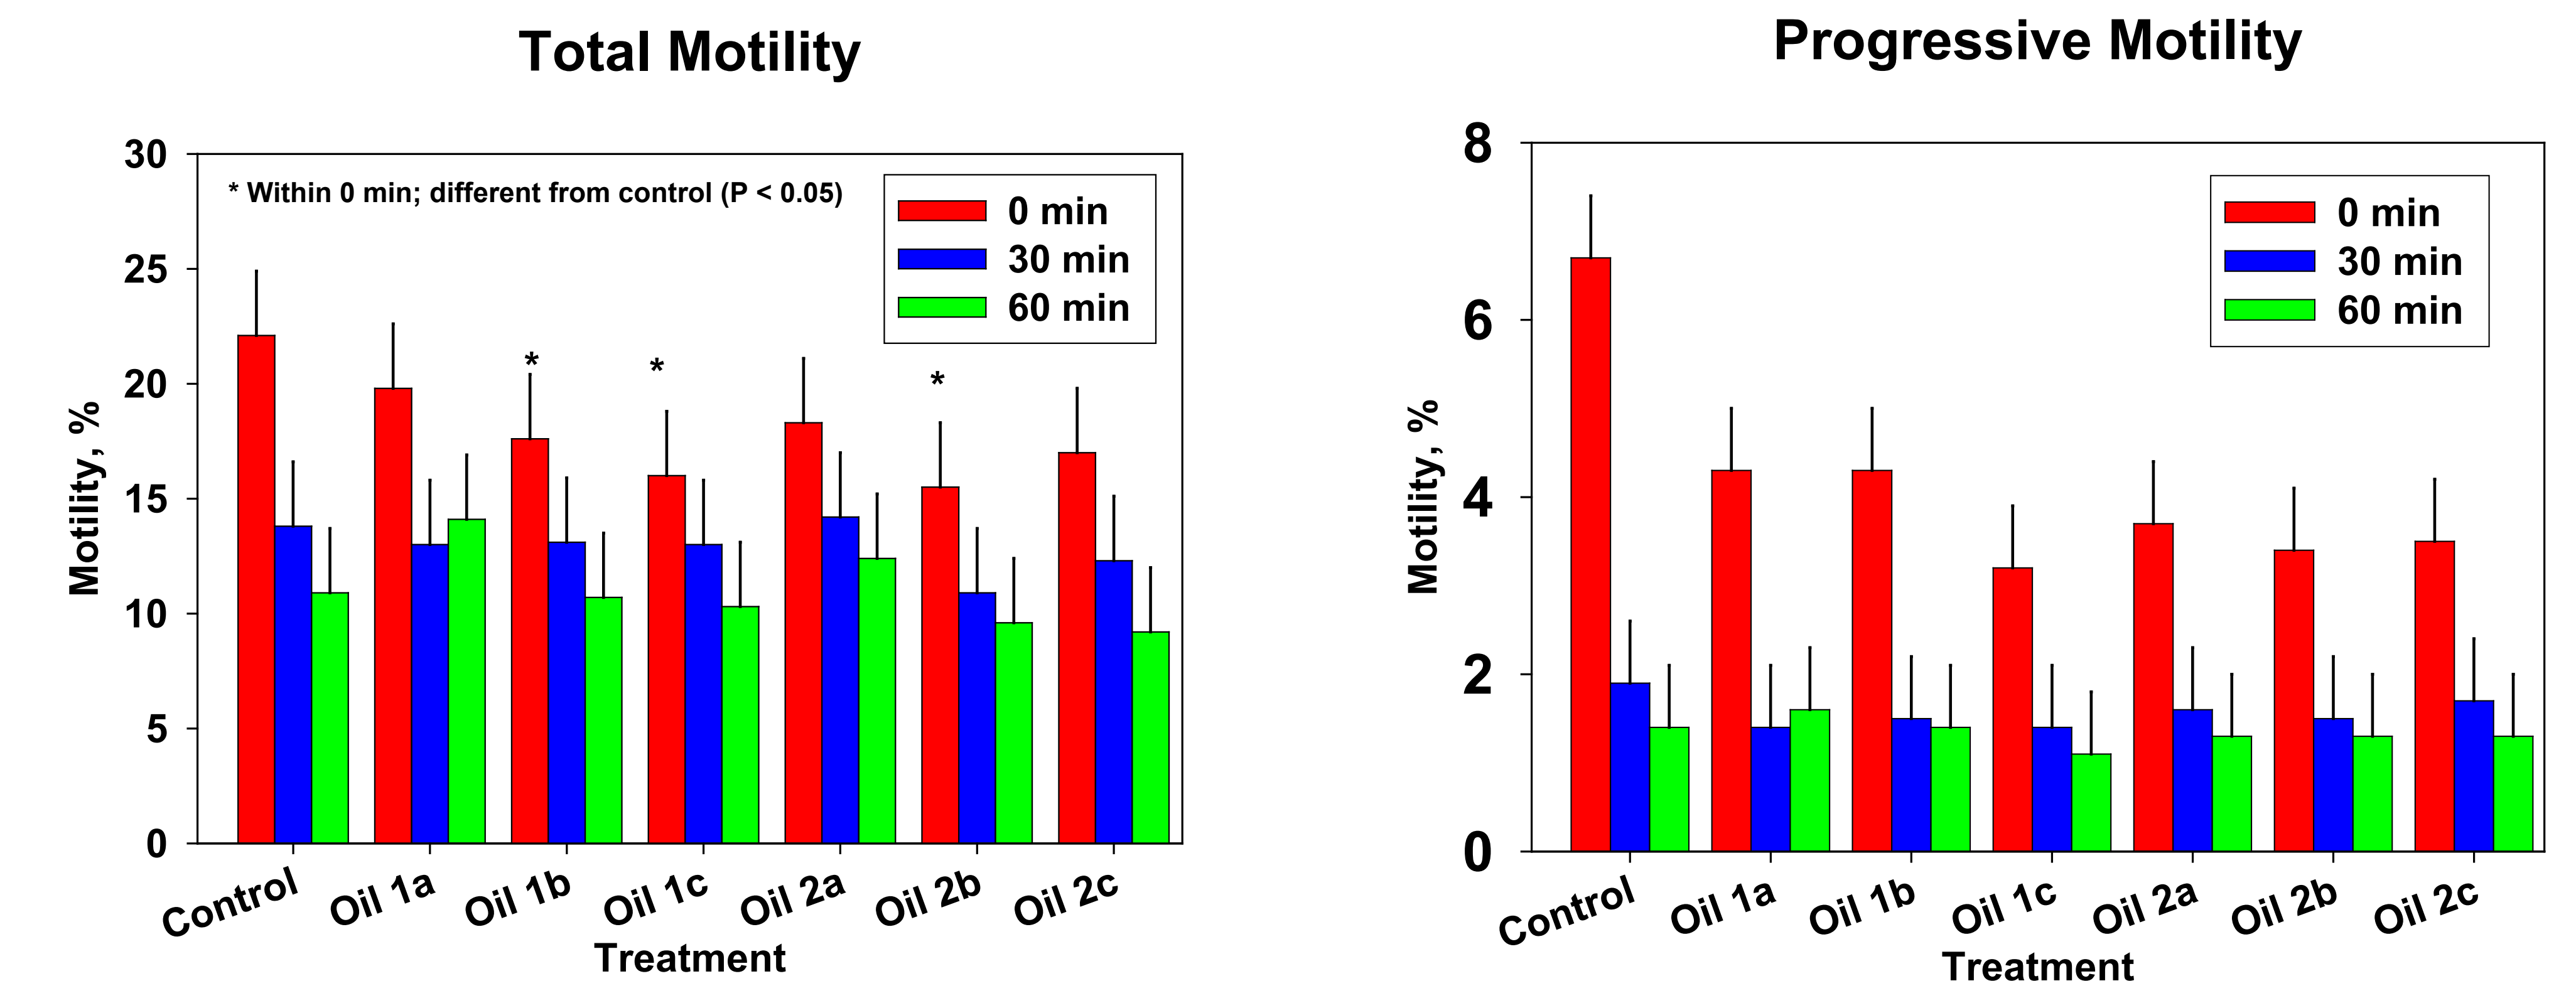 Total Motility
30
25
20
15
10
5
0
Motility, %
* Within 0 min; different from control (P < 0.05)
0 min
30 min
60 min
*
*
*
Control
Oil 1a
Oil 1b
Oil 1c
Oil 2a
Oil 2b
Oil 2c
Treatment
Progressive Motility
8
6
4
2
0
Motility, %
0 min
30 min
60 min
Control
Oil 1a
Oil 1b
Oil 1c
Oil 2a
Oil 2b
Oil 2c
Treatment